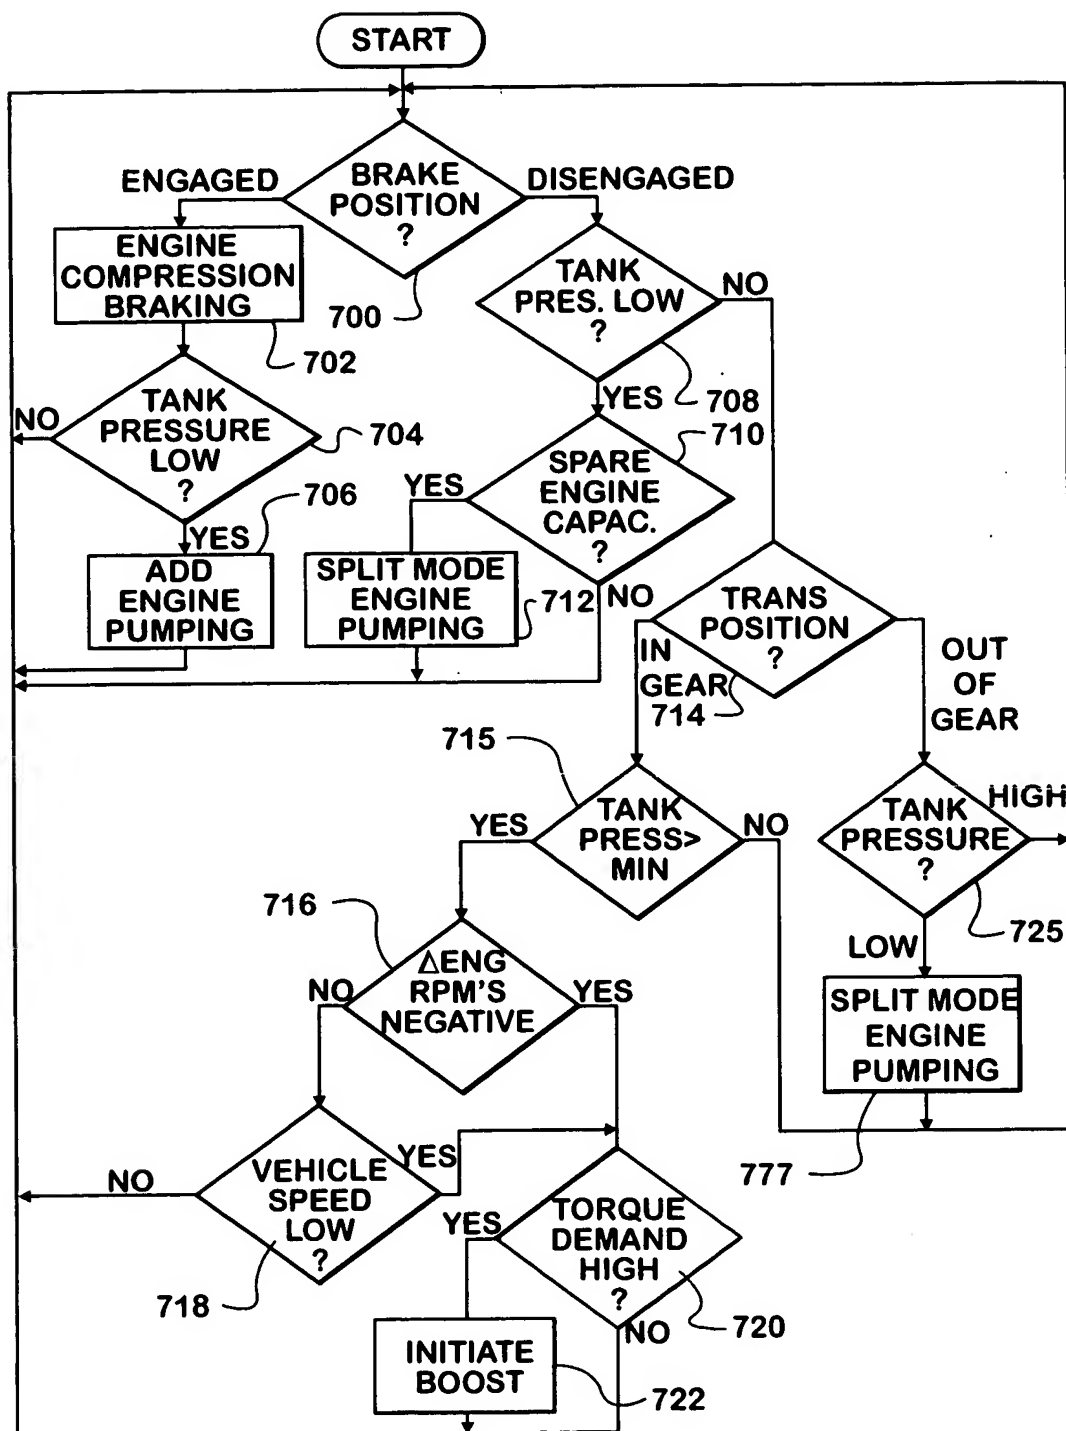 START
BRAKE
POSITION
?
ENGAGED
DISENGAGED
700
ENGINE
COMPRESSION
BRAKING
702
TANK
PRES. LOW
?
NO
YES
708
TANK
PRESSURE
LOW
?
NO
704
YES
706
ADD
ENGINE
PUMPING
SPARE
ENGINE
CAPAC.
?
710
YES
NO
SPLIT MODE
ENGINE
PUMPING
712
TRANS
POSITION
?
IN
GEAR
714
OUT
OF
GEAR
715
TANK
PRESS>
MIN
YES
NO
TANK
PRESSURE
?
HIGH
LOW
725
716
ΔENG
RPM'S
NEGATIVE
NO
YES
SPLIT MODE
ENGINE
PUMPING
777
VEHICLE
SPEED
LOW
?
NO
YES
718
TORQUE
DEMAND
HIGH
?
YES
NO
720
INITIATE
BOOST
722